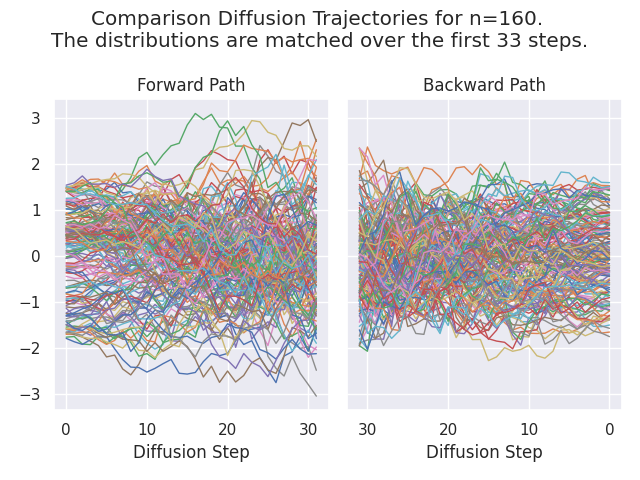 Comparison Diffusion Trajectories for n=160.
The distributions are matched over the first 33 steps.
Forward Path
Backward Path
3
2
1
0
−1
−2
−3
0 10 20 30
30 20 10 0
Diffusion Step
Diffusion Step